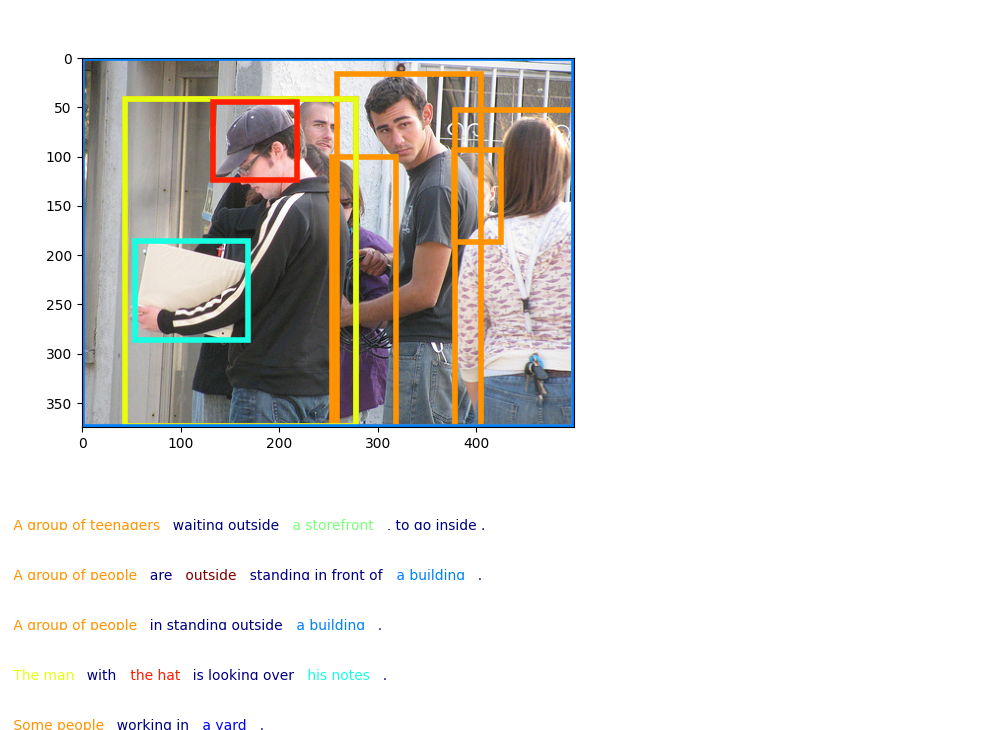 0
50
100
150
200
250
300
350
0 100 200 300 400
A group of teenagers waiting outside a storefront , to go inside .
A group of people are outside standing in front of a building .
A group of people in standing outside a building .
The man with the hat is looking over his notes .
Some people working in a yard .